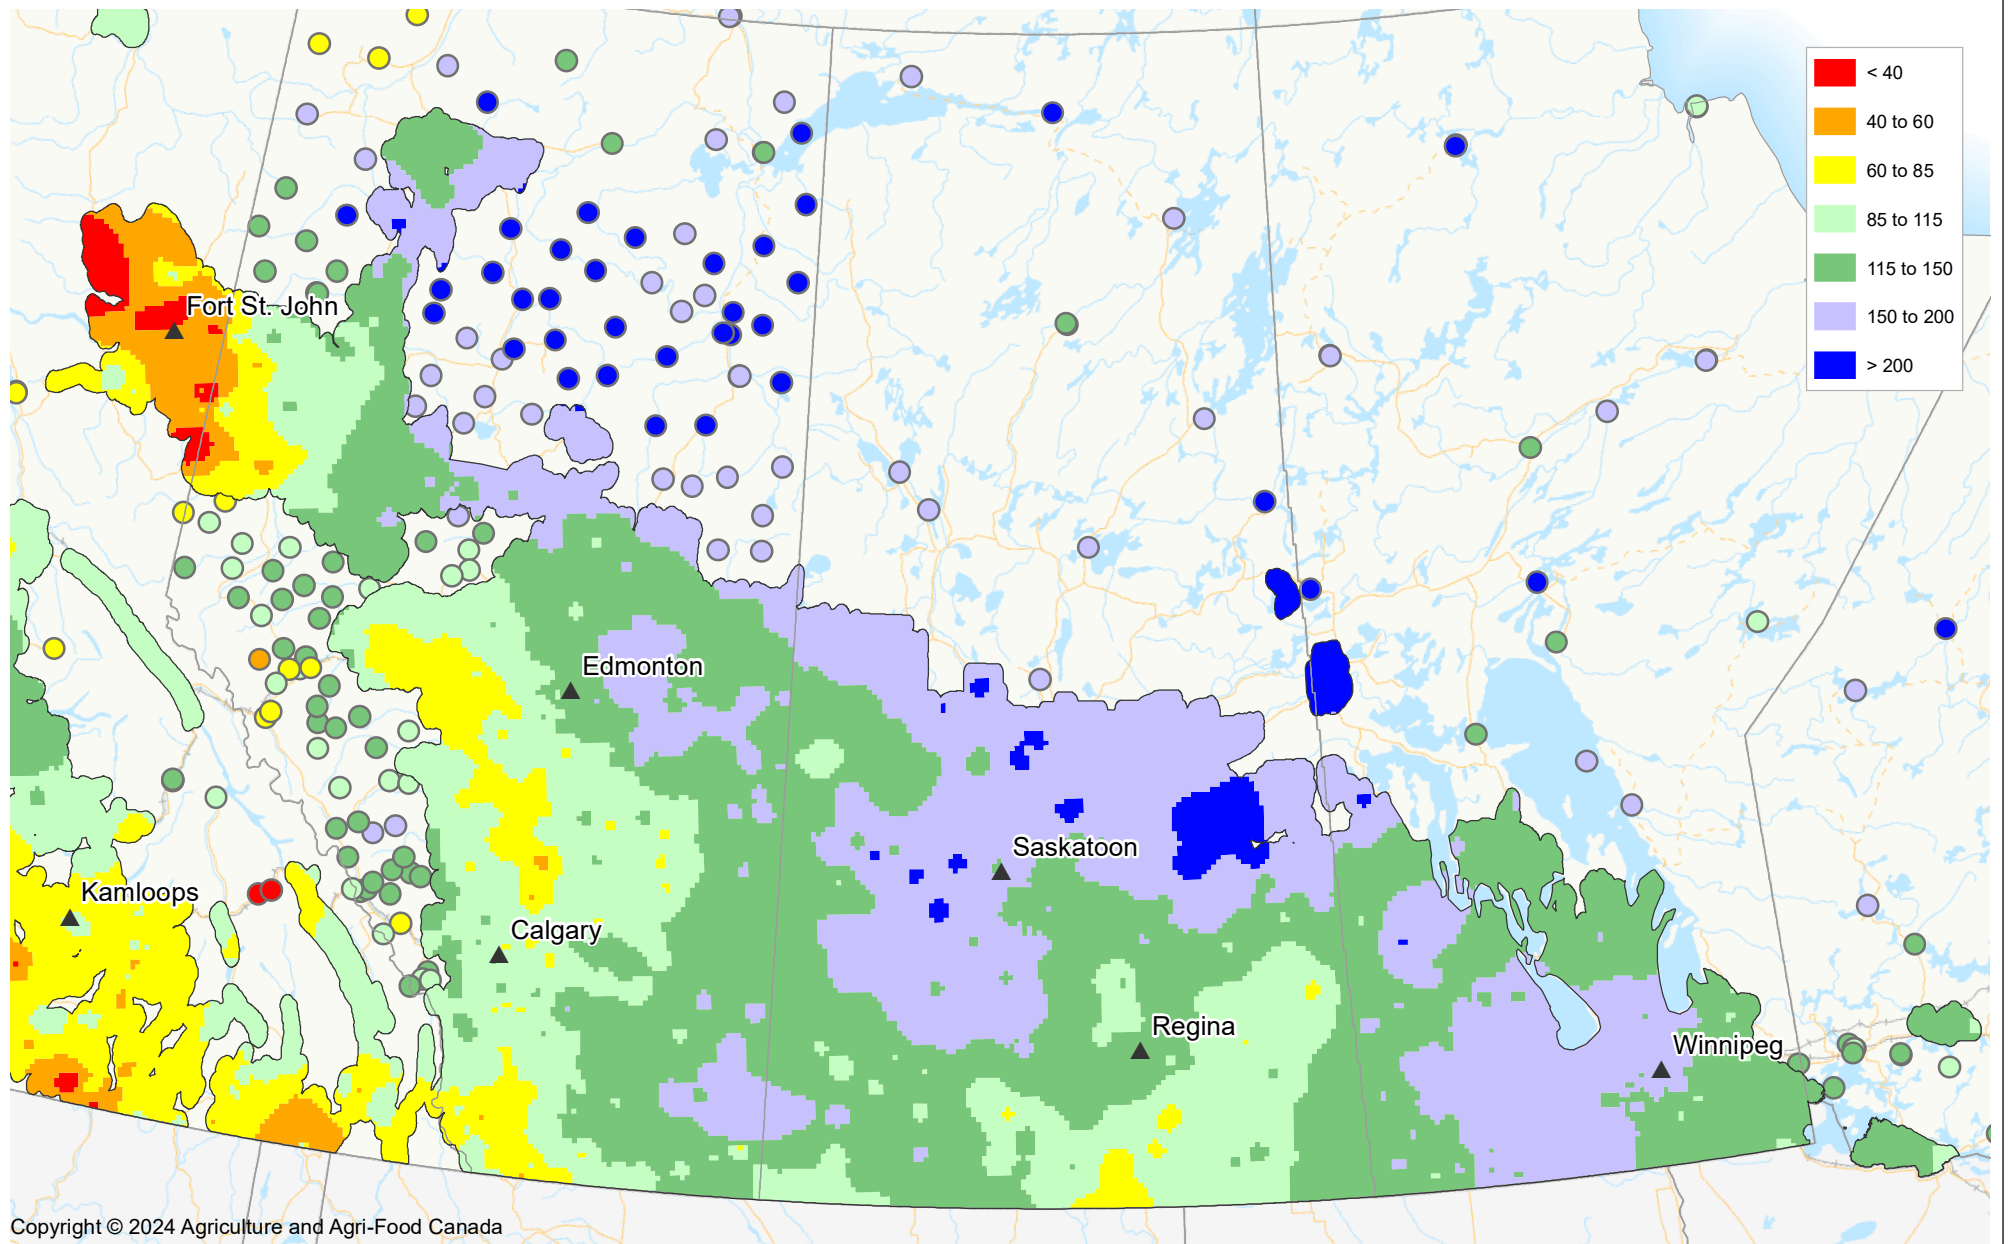 < 40
40 to 60
60 to 85
85 to 115
115 to 150
150 to 200
> 200
Fort St. John
Edmonton
Saskatoon
Kamloops
Calgary
Regina
Winnipeg
Copyright © 2024 Agriculture and Agri-Food Canada